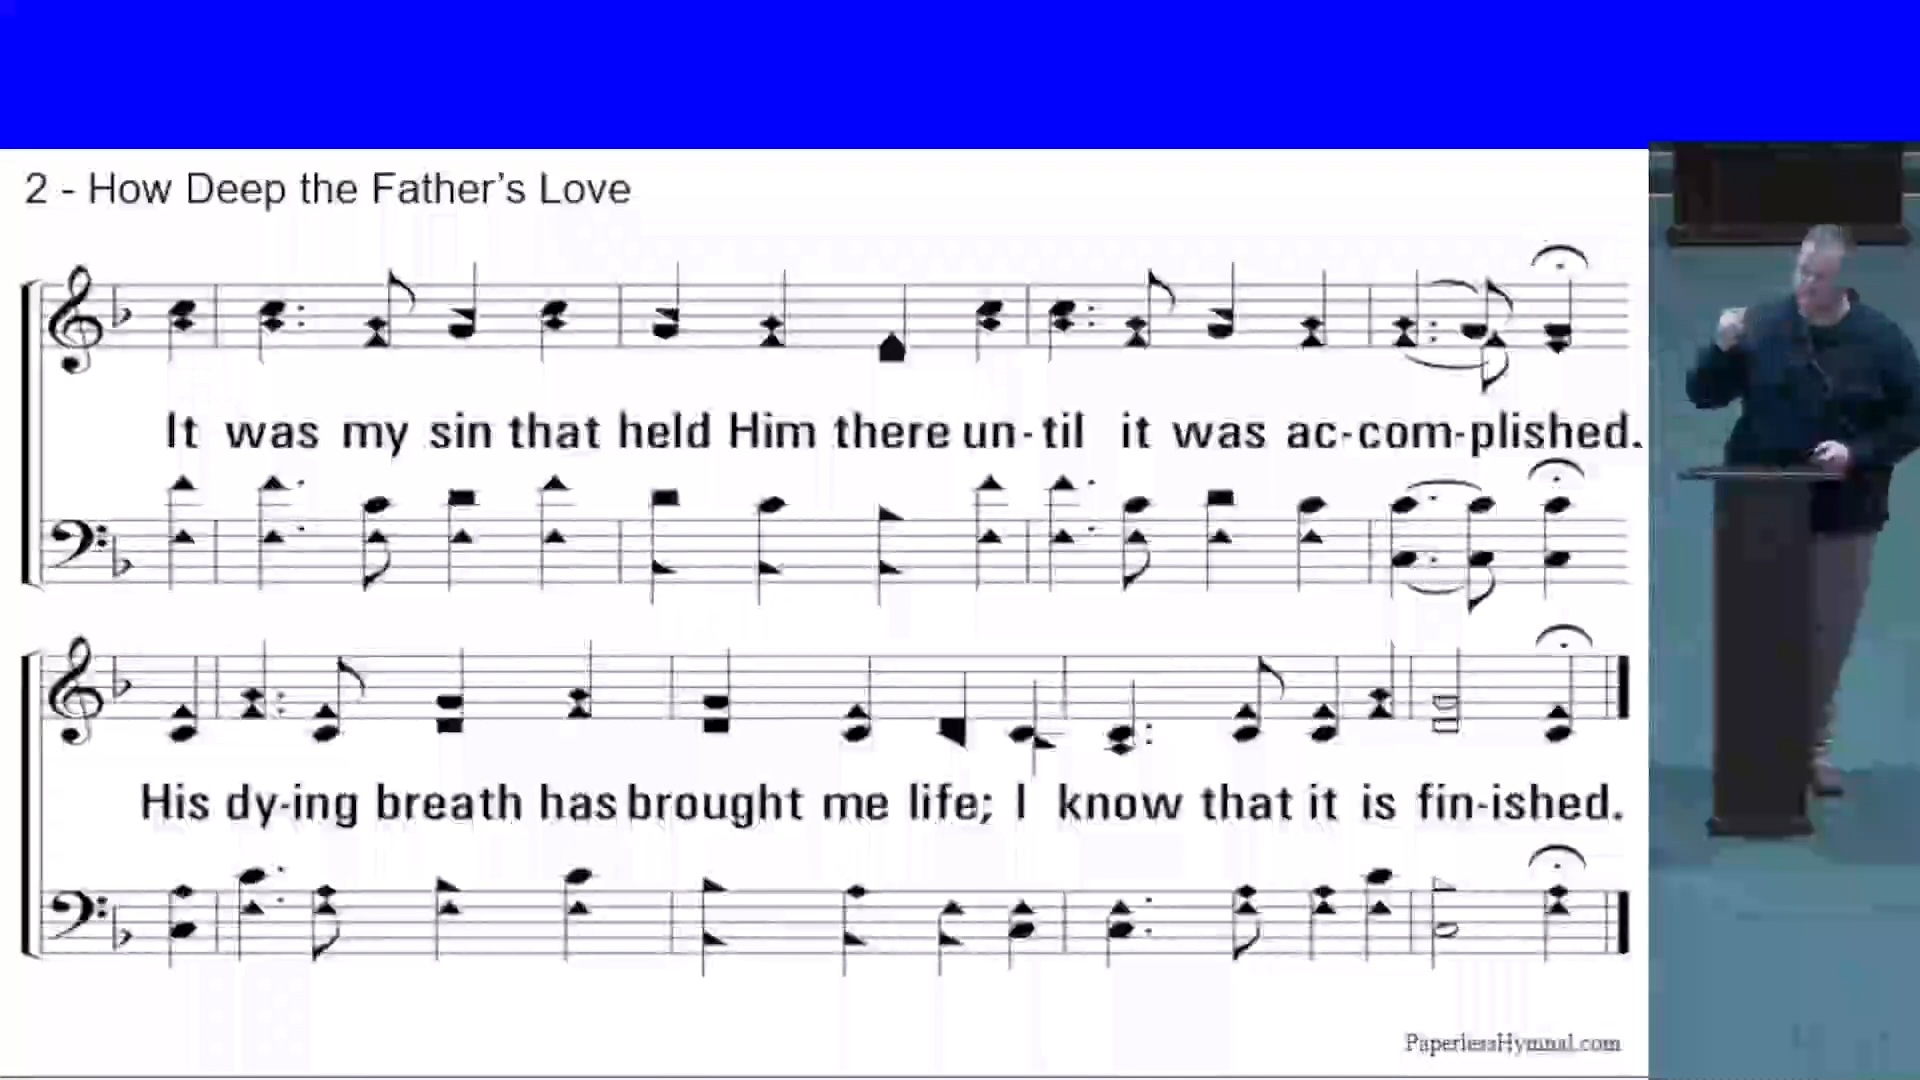 2 - How Deep the Father's Love
It was my sin that held Him there un-til it was ac-com-plished.
His dy-ing breath has brought me life; I know that it is fin-ished.
PaperlessHymnal.com